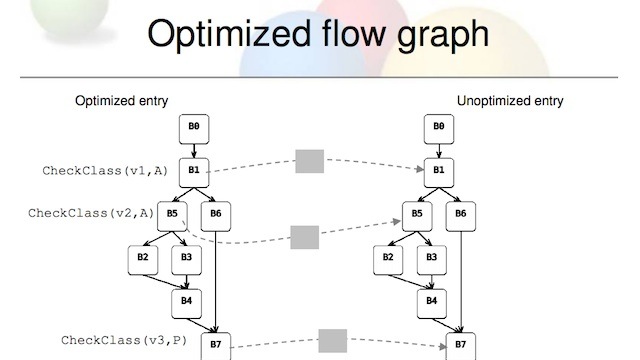 Optimized flow graph
Optimized entry Unoptimized entry
B0 B0
CheckClass(v1,A) B1 B1
CheckClass(v2,A) B5 B6 B5 B6
B2 B3 B2 B3
B4 B4
CheckClass(v3,P) B7 B7